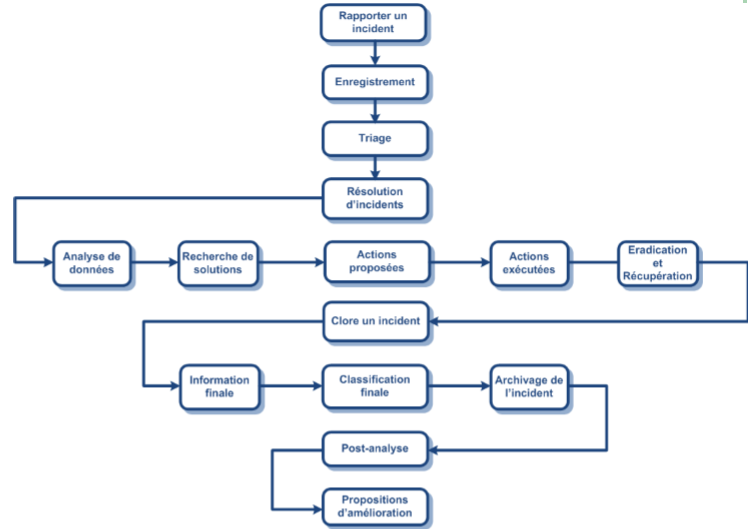 Rapporter un
incident
Enregistrement
Triage
Résolution
d'incidents
Analyse de
données
Recherche de
solutions
Actions
proposées
Actions
exécutées
Eradication
et
Récupération
Clore un incident
Information
finale
Classification
finale
Archivage de
l'incident
Post-analyse
Propositions
d'amélioration